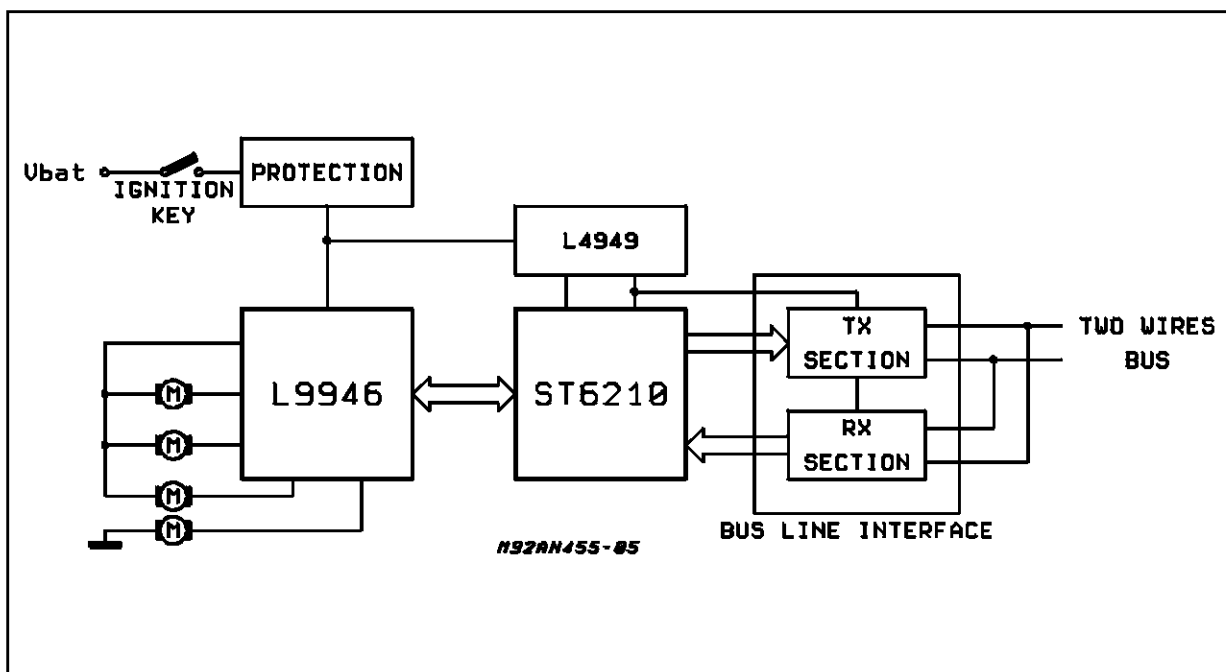 PROTECTION
Vbat
IGNITION
KEY
L4949
TX
SECTION
TWO WIRES
BUS
L9946
ST6210
M
M
M
M
RX
SECTION
BUS LINE INTERFACE
M92AN455-05